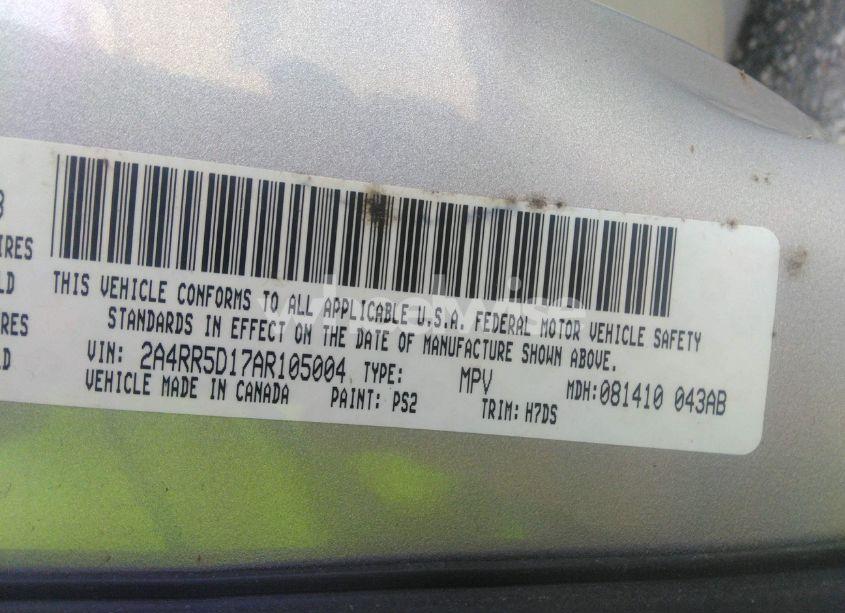 8
IRES
LD
IRES
LD
THIS VEHICLE CONFORMS TO ALL APPLICABLE U.S.A. FEDERAL MOTOR VEHICLE SAFETY
STANDARDS IN EFFECT ON THE DATE OF MANUFACTURE SHOWN ABOVE.
VIN: 2A4RR5D17AR105004 TYPE: MPV MDH:081410 043AB
VEHICLE MADE IN CANADA PAINT: PS2 TRIM: H7DS
wheelwise